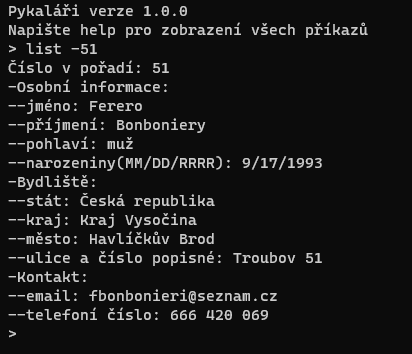 Pykaláři verze 1.0.0
Napište help pro zobrazení všech příkazů
> list -51
Číslo v pořadí: 51
-Osobní informace:
--jméno: Ferero
--příjmení: Bonboniery
--pohlaví: muž
--narozeniny(MM/DD/RRRR): 9/17/1993
-Bydliště:
--stát: Česká republika
--kraj: Kraj Vysočina
--město: Havlíčkův Brod
--ulice a číslo popisné: Troubov 51
-Kontakt:
--email: fbonbonieri@seznam.cz
--telefoní číslo: 666 420 069
>